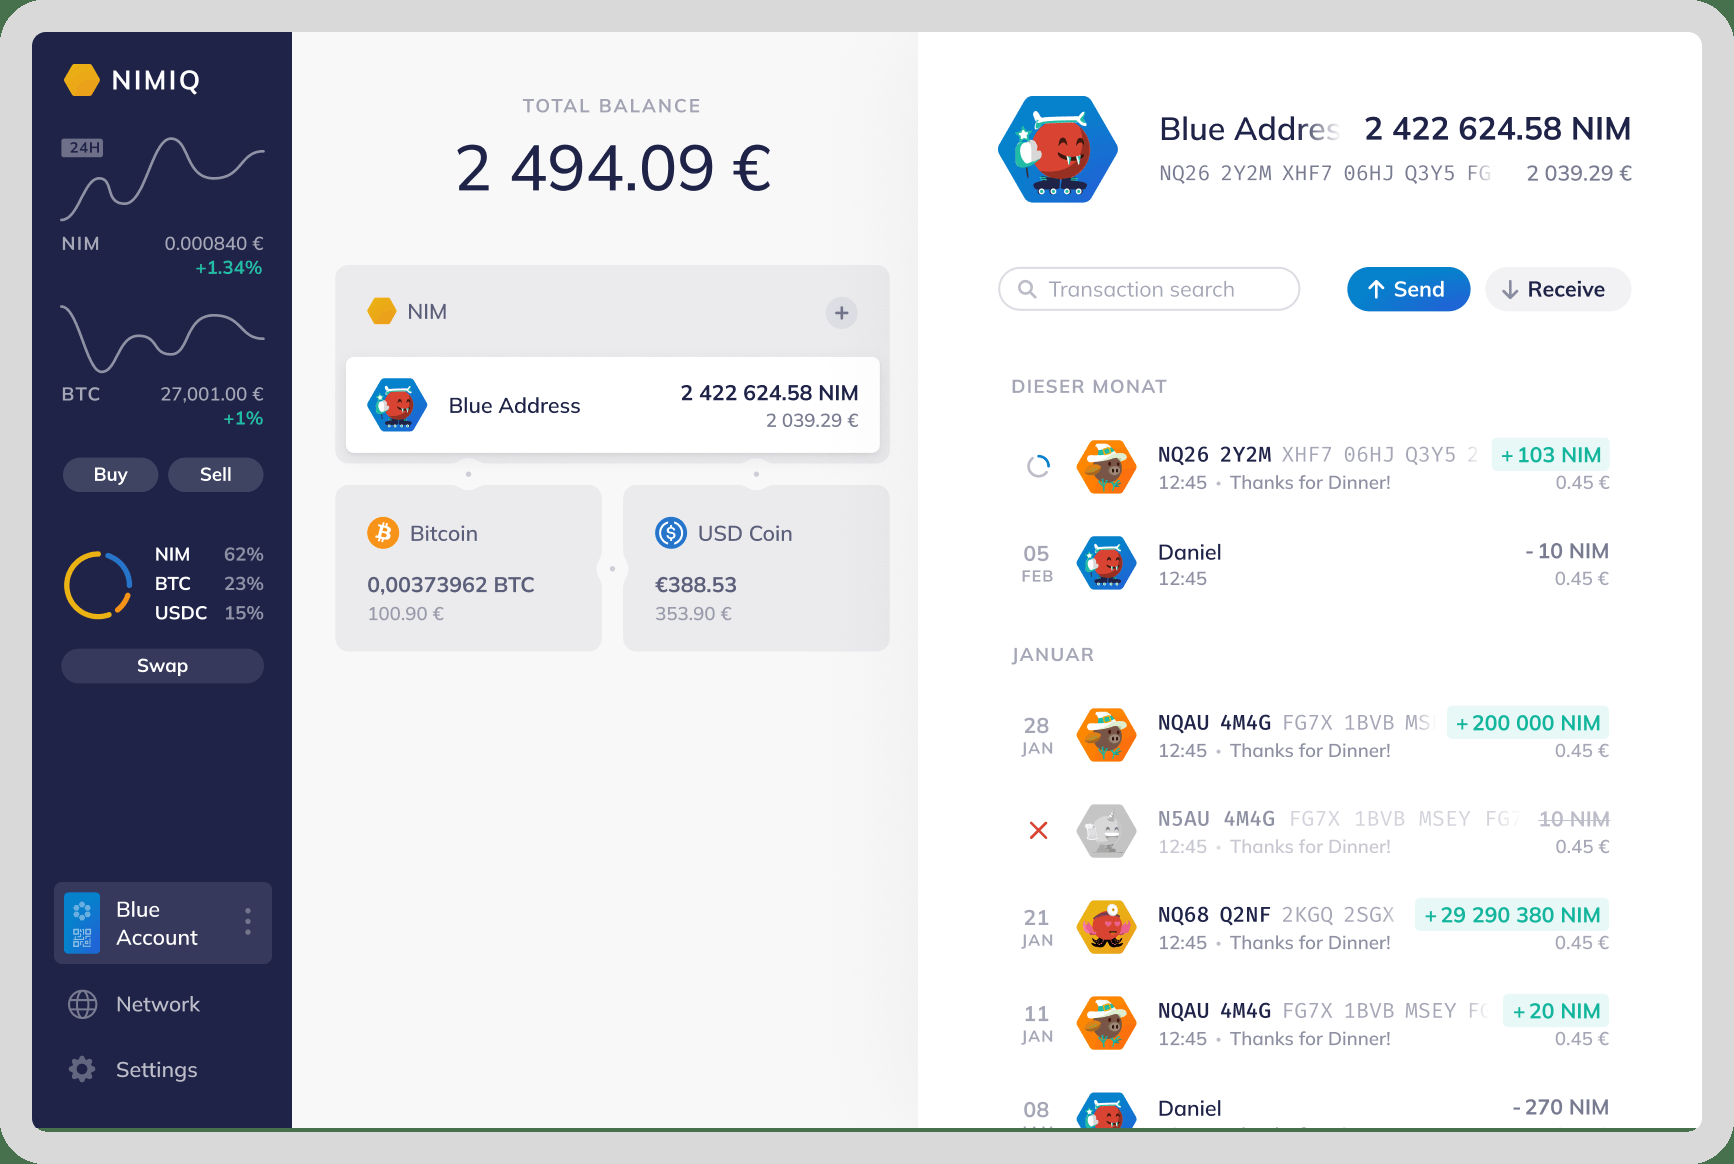 NIMIQ
24H
NIM 0.000840 €
+1.34%
BTC 27,001.00 €
+1%
Buy Sell
NIM 62%
BTC 23%
USDC 15%
Swap
Blue
Account
Network
Settings
TOTAL BALANCE
2 494.09 €
NIM
Blue Address 2 422 624.58 NIM
2 039.29 €
Bitcoin
0,00373962 BTC
100.90 €
USD Coin
€388.53
353.90 €
Blue Addres 2 422 624.58 NIM
NQ26 2Y2M XHF7 06HJ Q3Y5 FG 2 039.29 €
Transaction search
Send
Receive
DIESER MONAT
NQ26 2Y2M XHF7 06HJ Q3Y5 2 +103 NIM
12:45 • Thanks for Dinner! 0.45 €
05 FEB
Daniel -10 NIM
12:45 0.45 €
JANUAR
28 JAN
NQAU 4M4G FG7X 1BVB MS +200 000 NIM
12:45 • Thanks for Dinner! 0.45 €
N5AU 4M4G FG7X 1BVB MSEY FG7 10 NIM
12:45 • Thanks for Dinner! 0.45 €
21 JAN
NQ68 Q2NF 2KGQ 2SGX +29 290 380 NIM
12:45 • Thanks for Dinner! 0.45 €
11 JAN
NQAU 4M4G FG7X 1BVB MSEY FG +20 NIM
12:45 • Thanks for Dinner! 0.45 €
08
Daniel -270 NIM